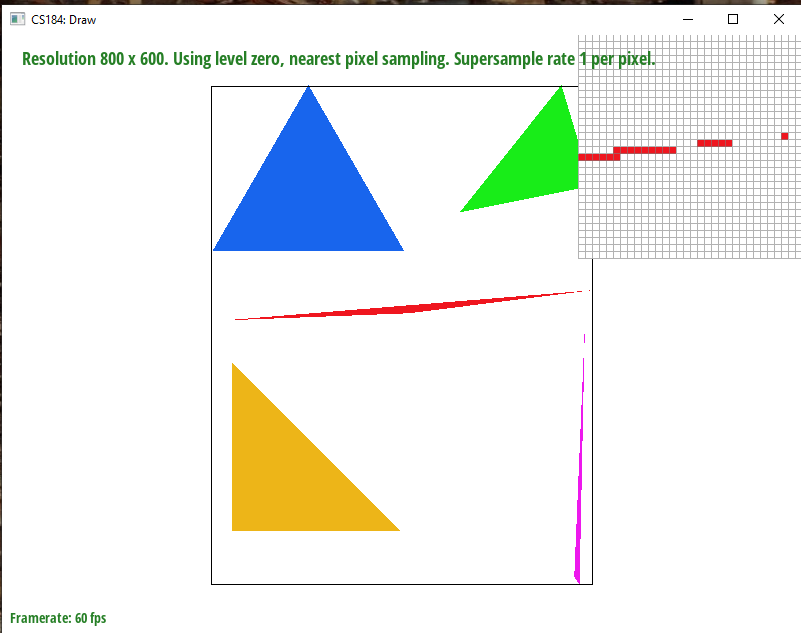 CS184: Draw
Resolution 800 x 600. Using level zero, nearest pixel sampling. Supersample rate 1 per pixel.
Framerate: 60 fps